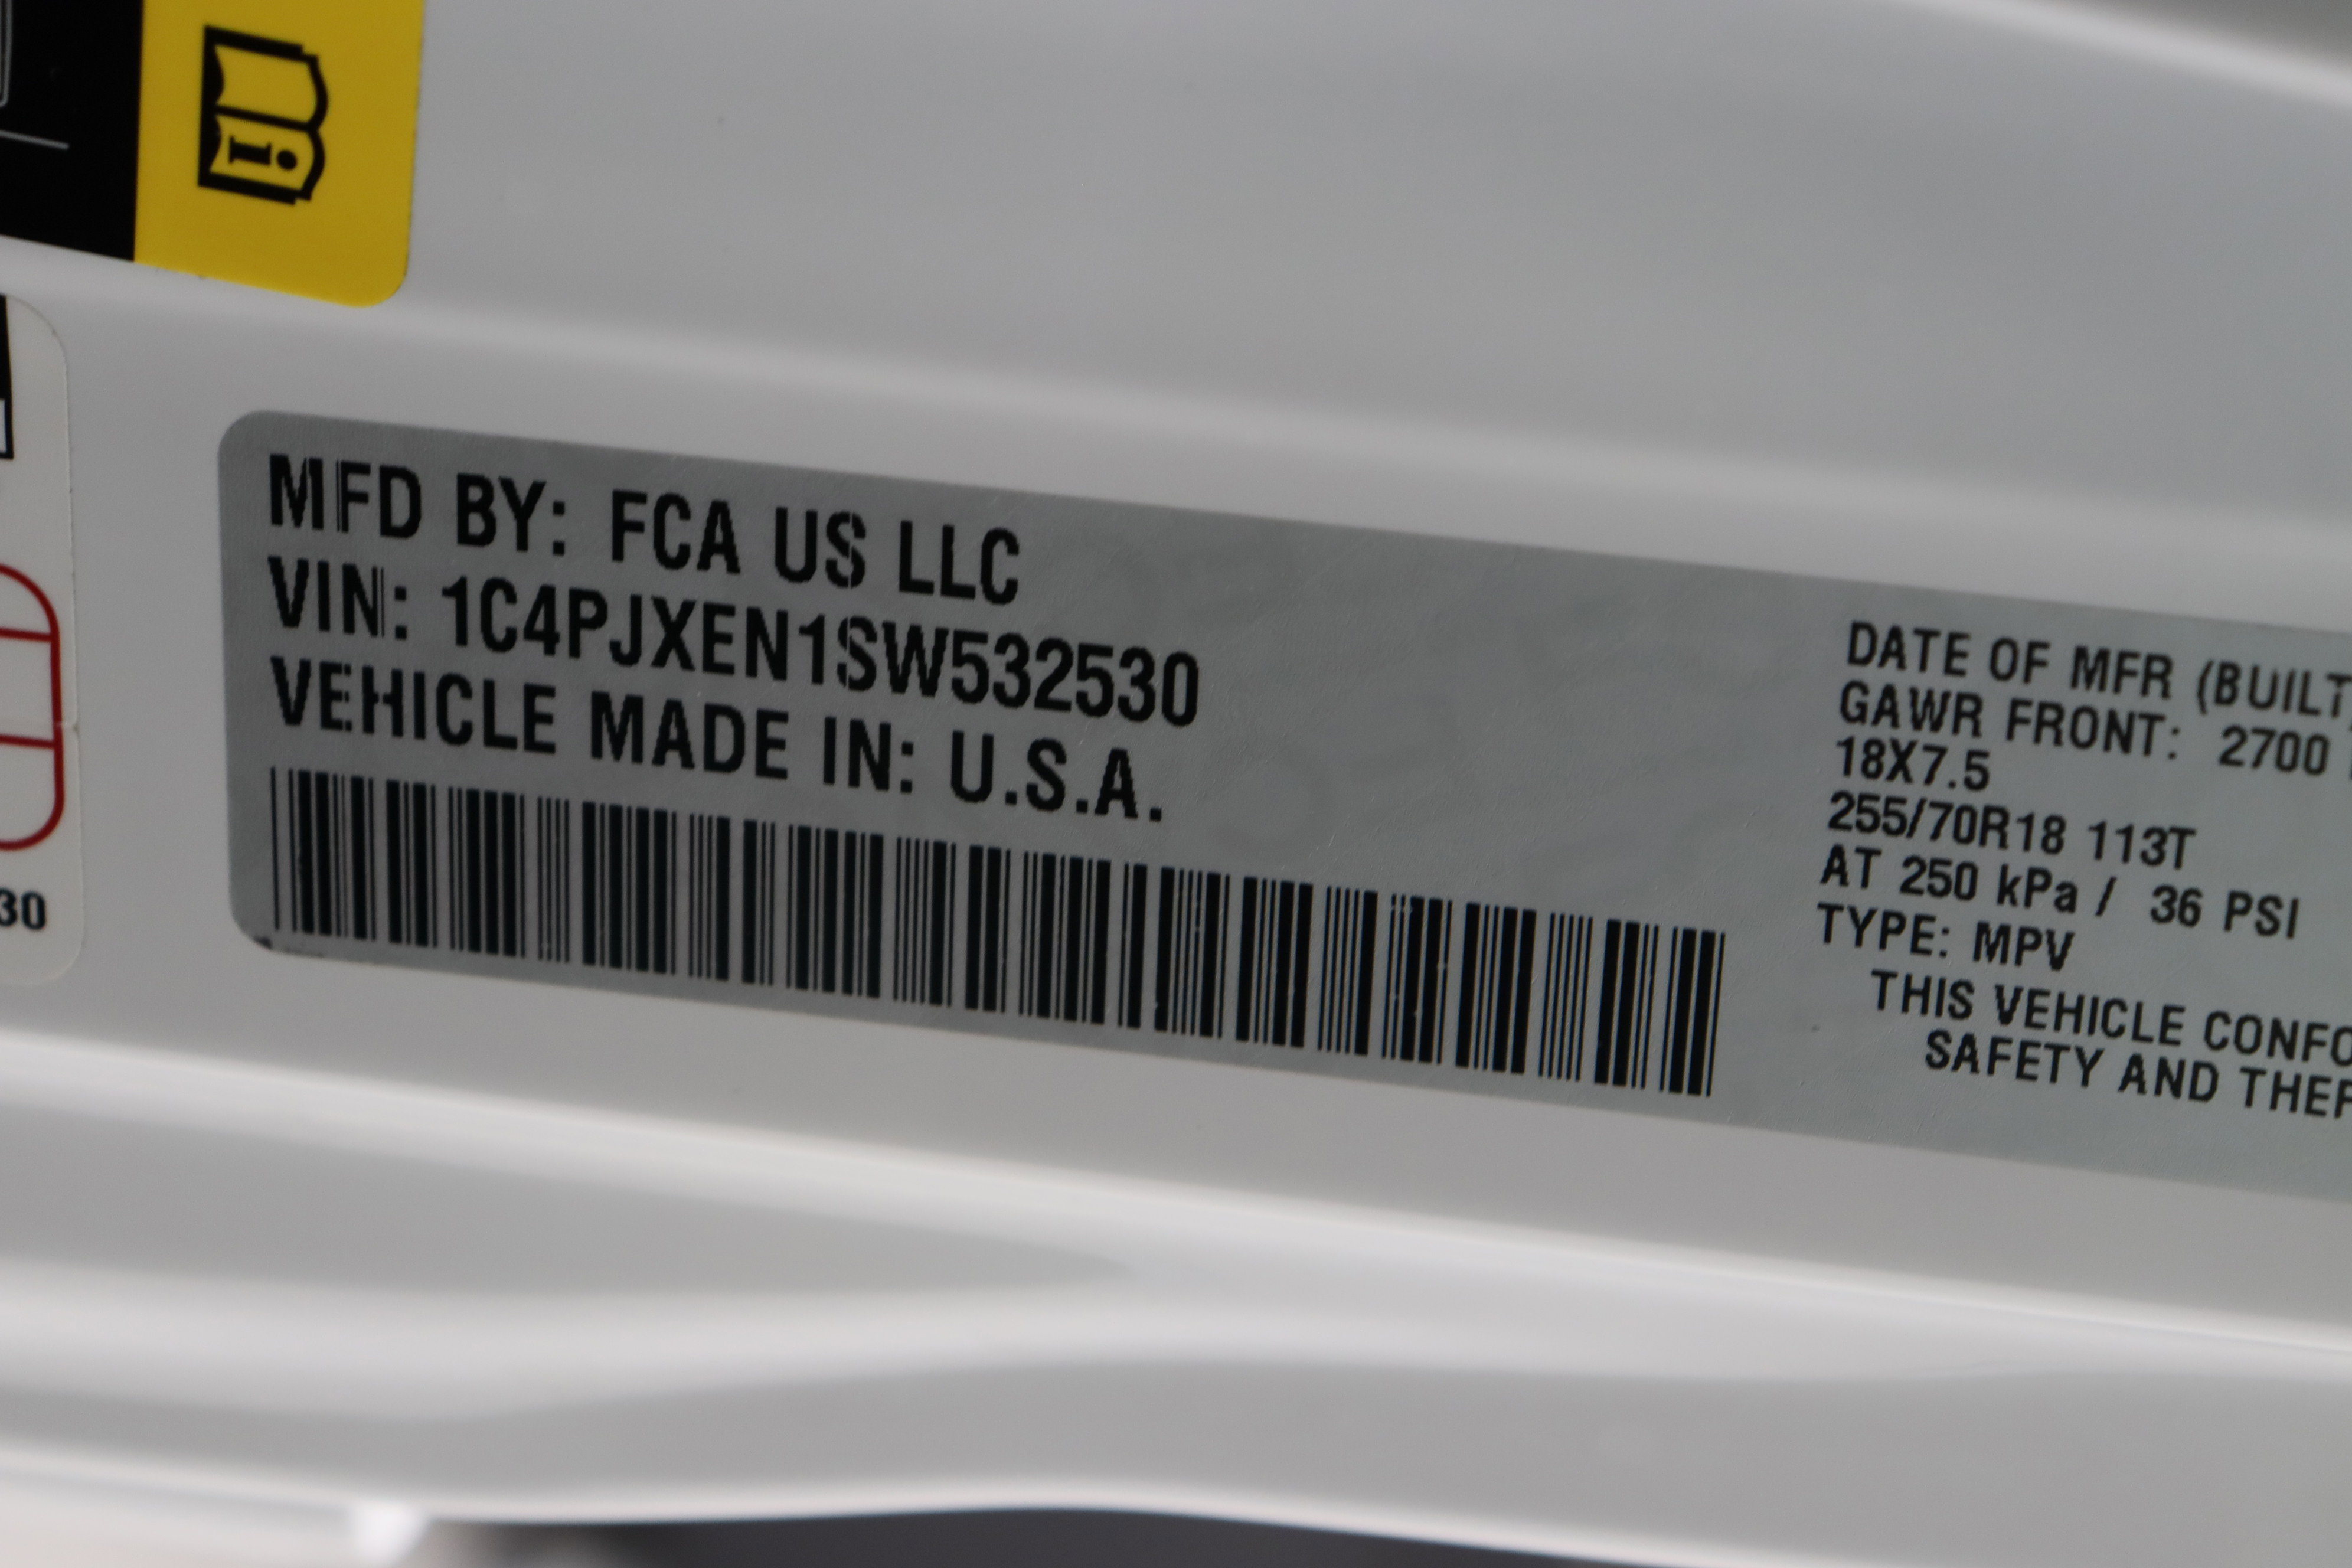 i
30
MFD BY: FCA US LLC
VIN: 1C4PJXEN1SW532530
VEHICLE MADE IN: U.S.A.
DATE OF MFR (BUILT
GAWR FRONT: 2700
18X7.5
255/70R18 113T
AT 250 kPa / 36 PSI
TYPE: MPV
THIS VEHICLE CONFO
SAFETY AND THEF